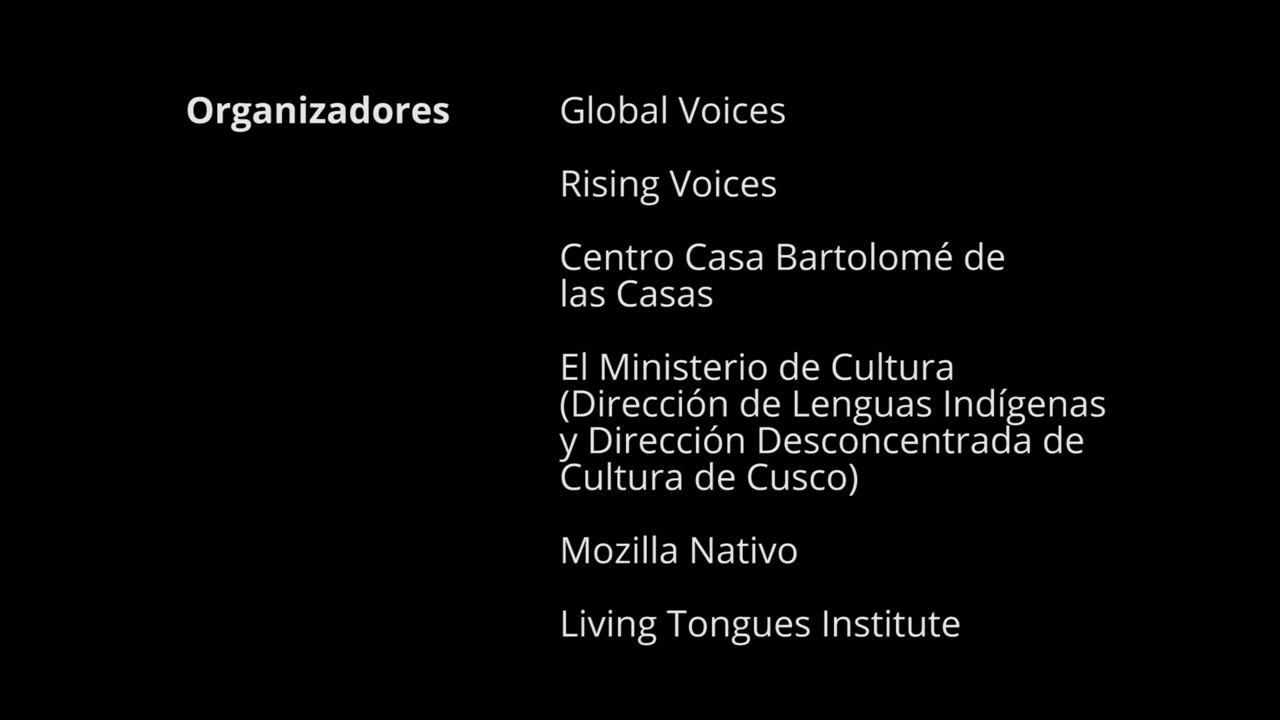 Organizadores
Global Voices
Rising Voices
Centro Casa Bartolomé de
las Casas
El Ministerio de Cultura
(Dirección de Lenguas Indígenas
y Dirección Desconcentrada de
Cultura de Cusco)
Mozilla Nativo
Living Tongues Institute